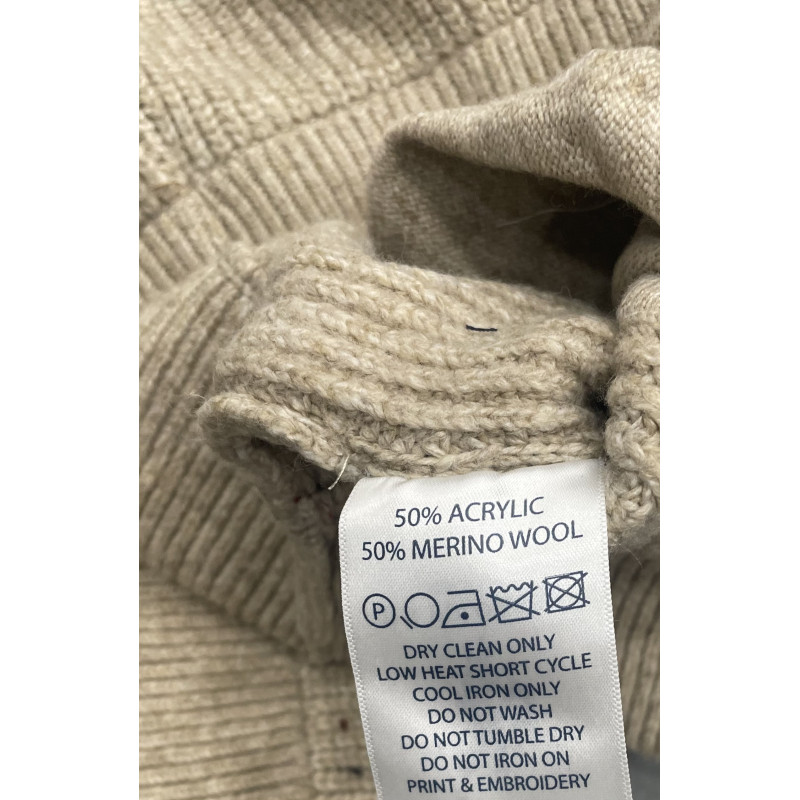 50% ACRYLIC
50% MERINO WOOL
P
DRY CLEAN ONLY
LOW HEAT SHORT CYCLE
COOL IRON ONLY
DO NOT WASH
DO NOT TUMBLE DRY
DO NOT IRON ON
PRINT & EMBROIDERY